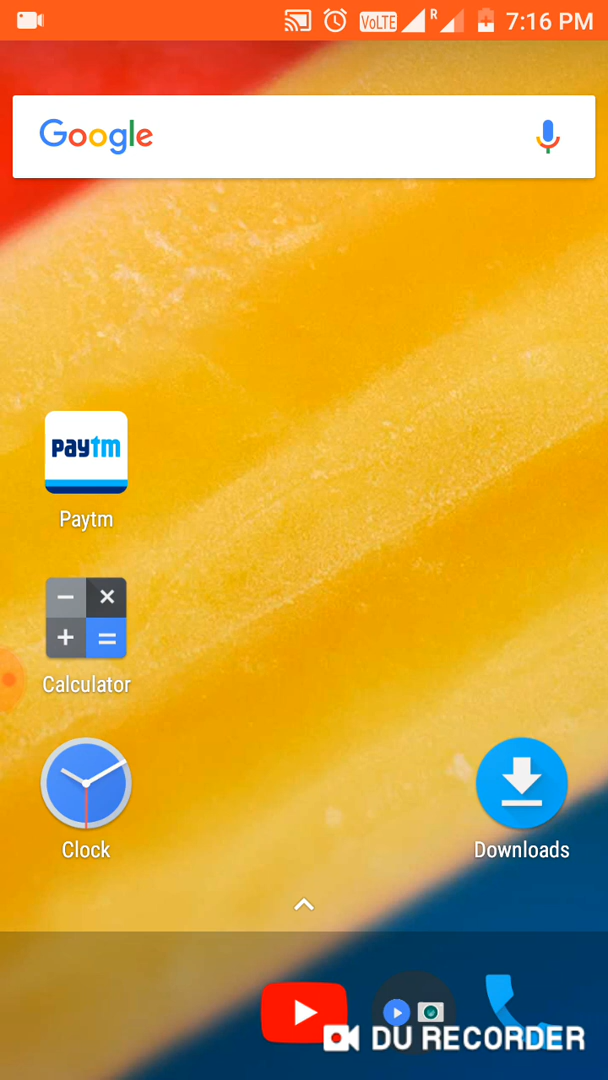 VoLTE R 7:16 PM
Google
paytm
Paytm
Calculator
Clock
Downloads
DU RECORDER